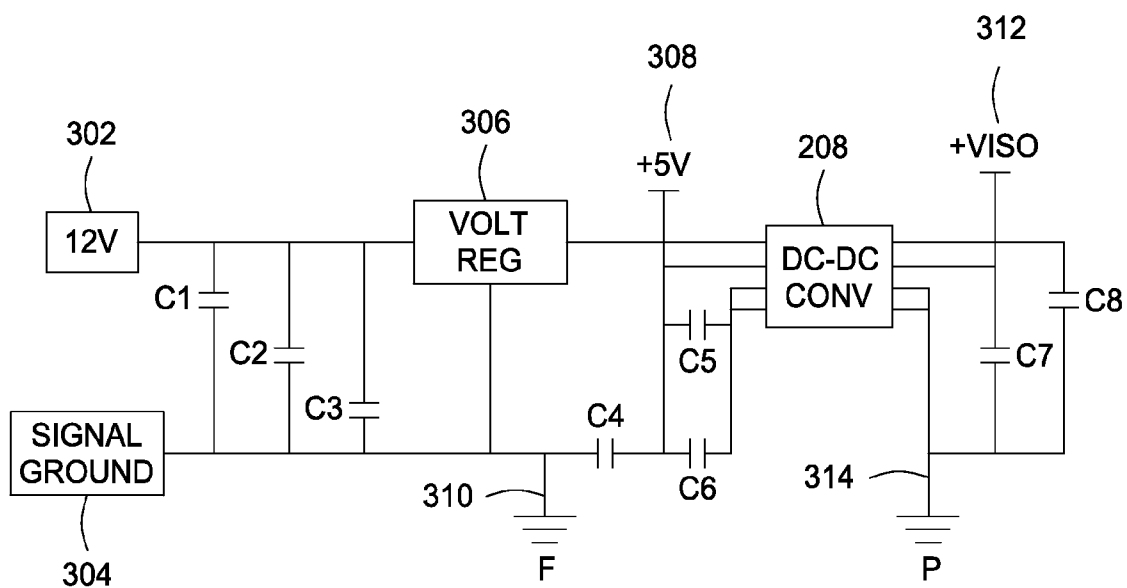 312
308
302
306
208
+5V
+VISO
12V
VOLT
REG
DC-DC
CONV
C1
C8
C2
C5
C7
C3
C4
SIGNAL
GROUND
C6
310
314
304
F
P